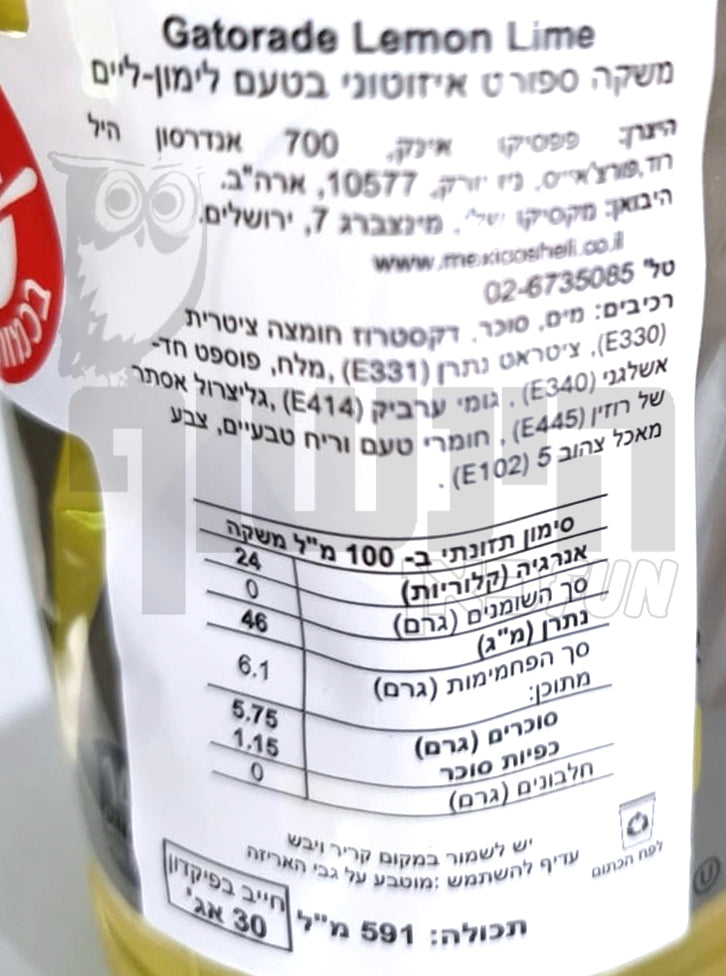 Gatorade Lemon Lime
משקה ספורט איזוטוני בטעם לימון-ליים
היצרן: פפסיקו אינק, 700 אנדרסון היל
רד, פורצ'אייס, ניו יורק, 10577, ארה"ב.
היבואן: מקסיקו מינצברג 7, ירושלים.
www.mexicosheli.co.il
טל' 02-6735085
רכיבים: מים, סוכר, דקסטרוז חומצה ציטרית
(E330), ציטראט נתרן (E331), מלח, פוספט חד-
אשלגני (E340), גומי ערביק (E414), גליצרול אסתר
של רוזין (E445), חומרי טעם וריח טבעיים, צבע
מאכל צהוב 5 (E102).
סימון תזונתי ב- 100 מ"ל משקה
אנרגיה (קלוריות) 24
סך השומנים (גרם) 0
נתרן (מ"ג) 46
סך הפחמימות (גרם) 6.1
מתוכן:
סוכרים (גרם) 5.75
כפיות סוכר 1.15
חלבונים (גרם) 0
יש לשמור במקום קריר ויבש
עדיף להשתמש: מוטבע על גבי האריזה
לפח הכתום
תכולה: 591 מ"ל
חייב בפיקדון
30 אג'
U
הינשוף